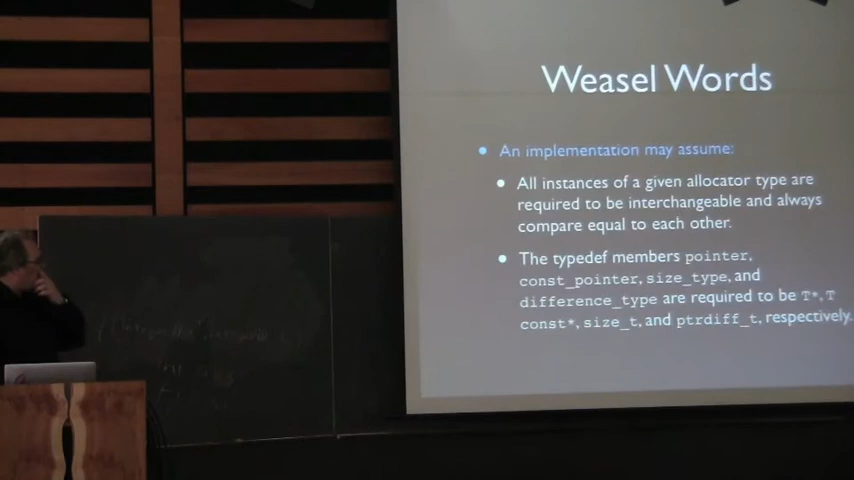 Weasel Words
An implementation may assume:
All instances of a given allocator type are
required to be interchangeable and always
compare equal to each other.
The typedef members pointer,
const_pointer, size_type, and
difference_type are required to be T*, T
const*, size_t, and ptrdiff_t, respectively.